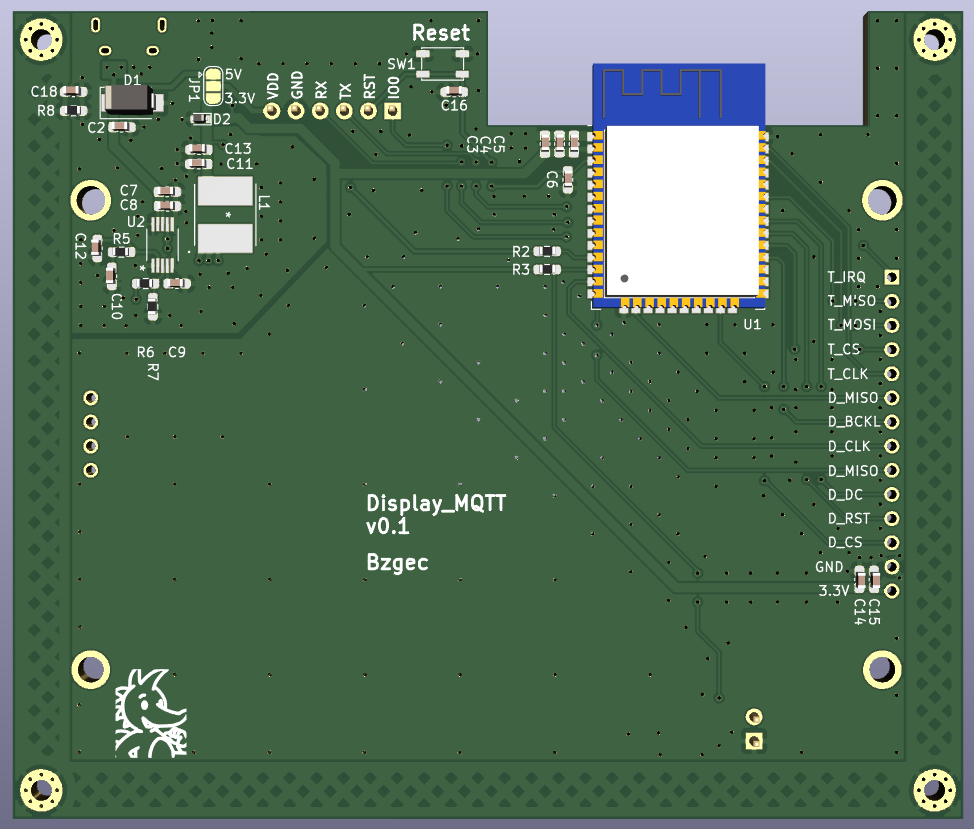 Reset
SW1
C16
5V
JP1
3.3V
VDD
GND
RX
TX
RST
IO0
D1
C18
R8
C2
D2
C13
C11
C3
C4
C5
C6
C7
C8
L1
U2
C12
R5
*
*
C10
R6
C9
R7
R2
R3
U1
T_IRQ
T_MISO
T_MOSI
T_CS
T_CLK
D_MISO
D_BCKL
D_CLK
D_MISO
D_DC
D_RST
D_CS
GND
3.3V
C14
C15
Display_MQTT
v0.1
Bzgec